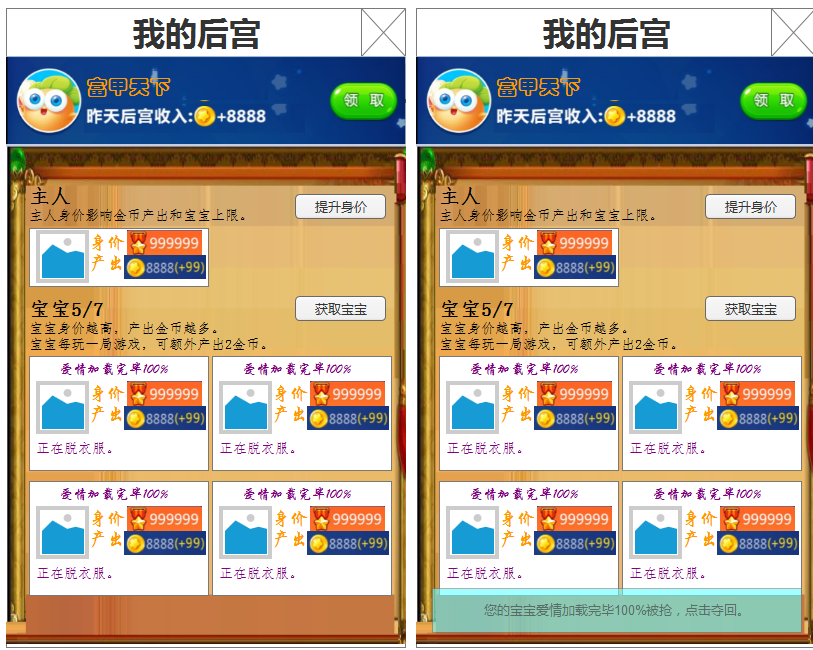 我的后宫
富甲天下
昨天后宫收入:+8888
领 取
主人
主人身价影响金币产出和宝宝上限。
提升身价
身价 999999
产出 8888(+99)
宝宝5/7
获取宝宝
宝宝身价越高，产出金币越多。
宝宝每玩一局游戏，可额外产出2金币。
爱情加载完毕100%
身价 999999
产出 8888(+99)
正在脱衣服。
爱情加载完毕100%
身价 999999
产出 8888(+99)
正在脱衣服。
爱情加载完毕100%
身价 999999
产出 8888(+99)
正在脱衣服。
爱情加载完毕100%
身价 999999
产出 8888(+99)
正在脱衣服。
我的后宫
富甲天下
昨天后宫收入:+8888
领 取
主人
主人身价影响金币产出和宝宝上限。
提升身价
身价 999999
产出 8888(+99)
宝宝5/7
获取宝宝
宝宝身价越高，产出金币越多。
宝宝每玩一局游戏，可额外产出2金币。
爱情加载完毕100%
身价 999999
产出 8888(+99)
正在脱衣服。
爱情加载完毕100%
身价 999999
产出 8888(+99)
正在脱衣服。
爱情加载完毕100%
身价 999999
产出 8888(+99)
正在脱衣服。
爱情加载完毕100%
身价 999999
产出 8888(+99)
正在脱衣服。
您的宝宝爱情加载完毕100%被抢，点击夺回。